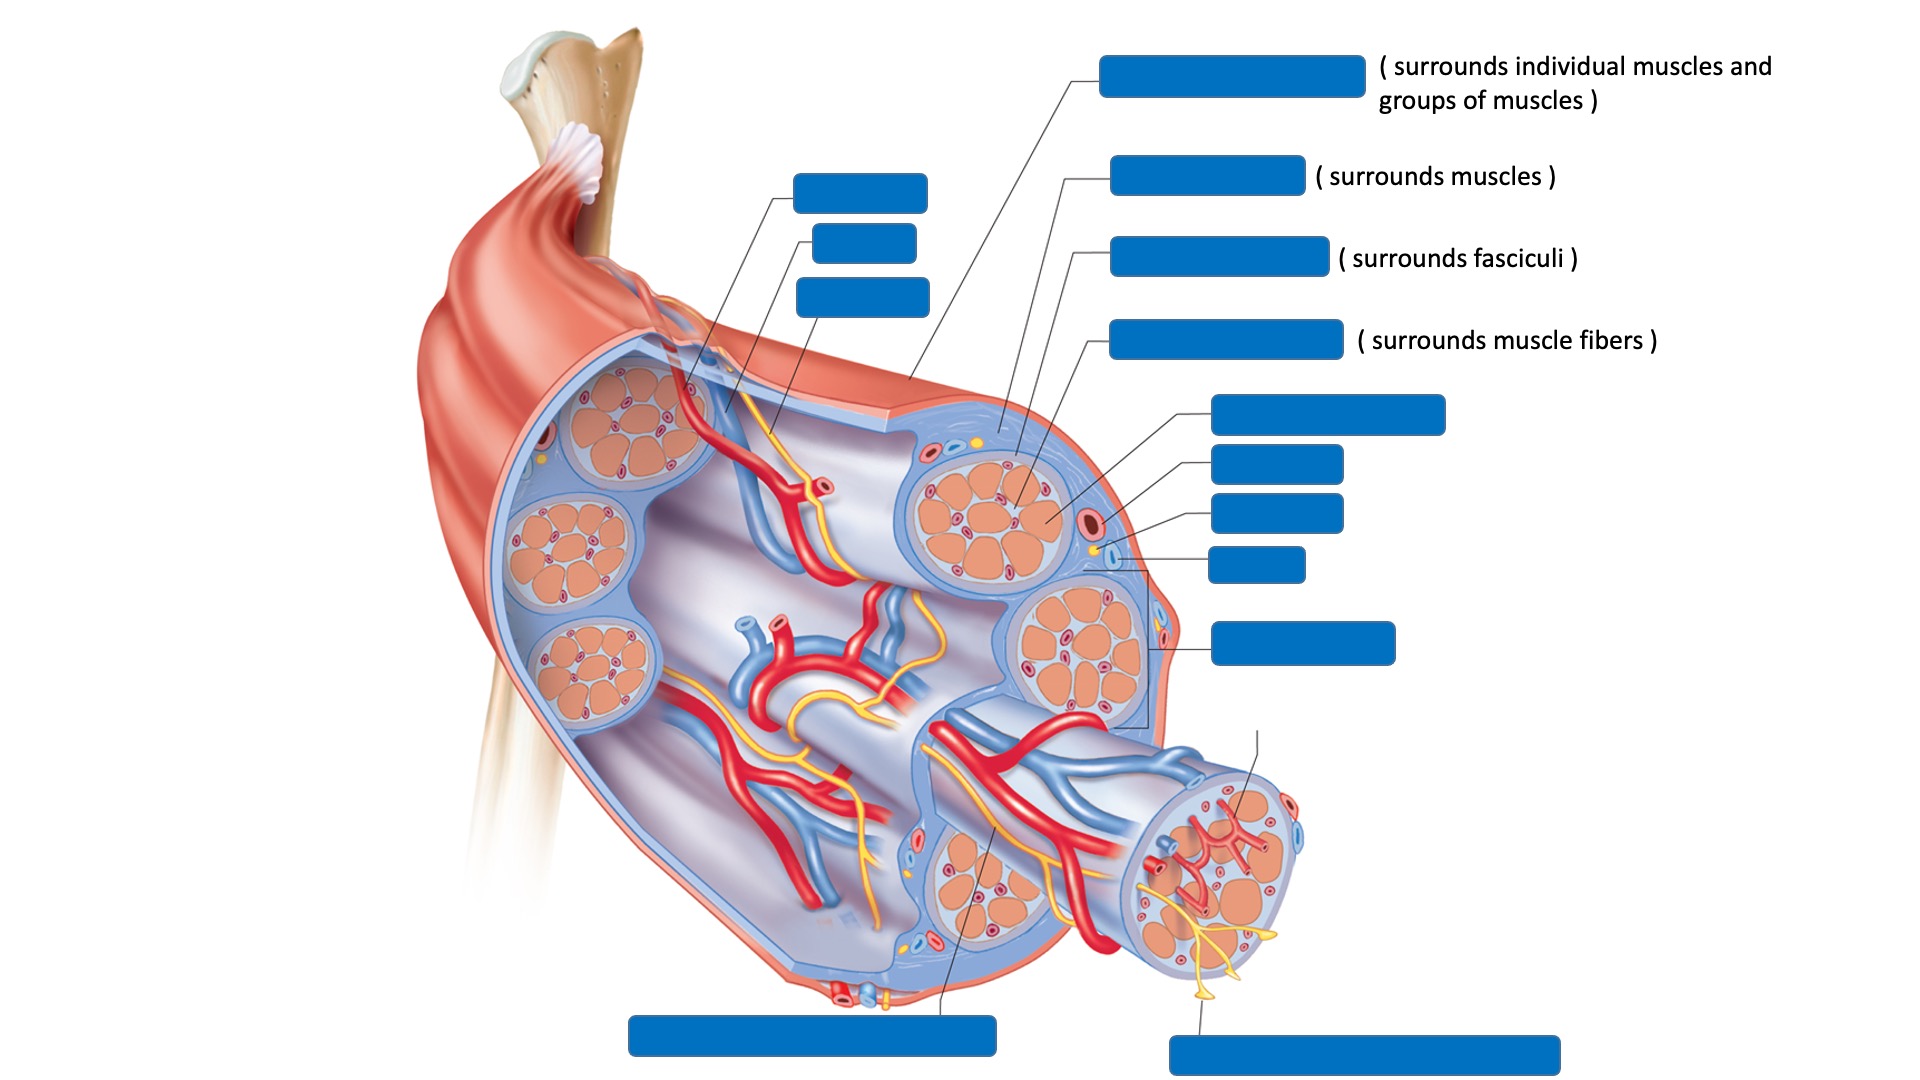 ( surrounds individual muscles and
groups of muscles )
( surrounds muscles )
( surrounds fasciculi )
( surrounds muscle fibers )